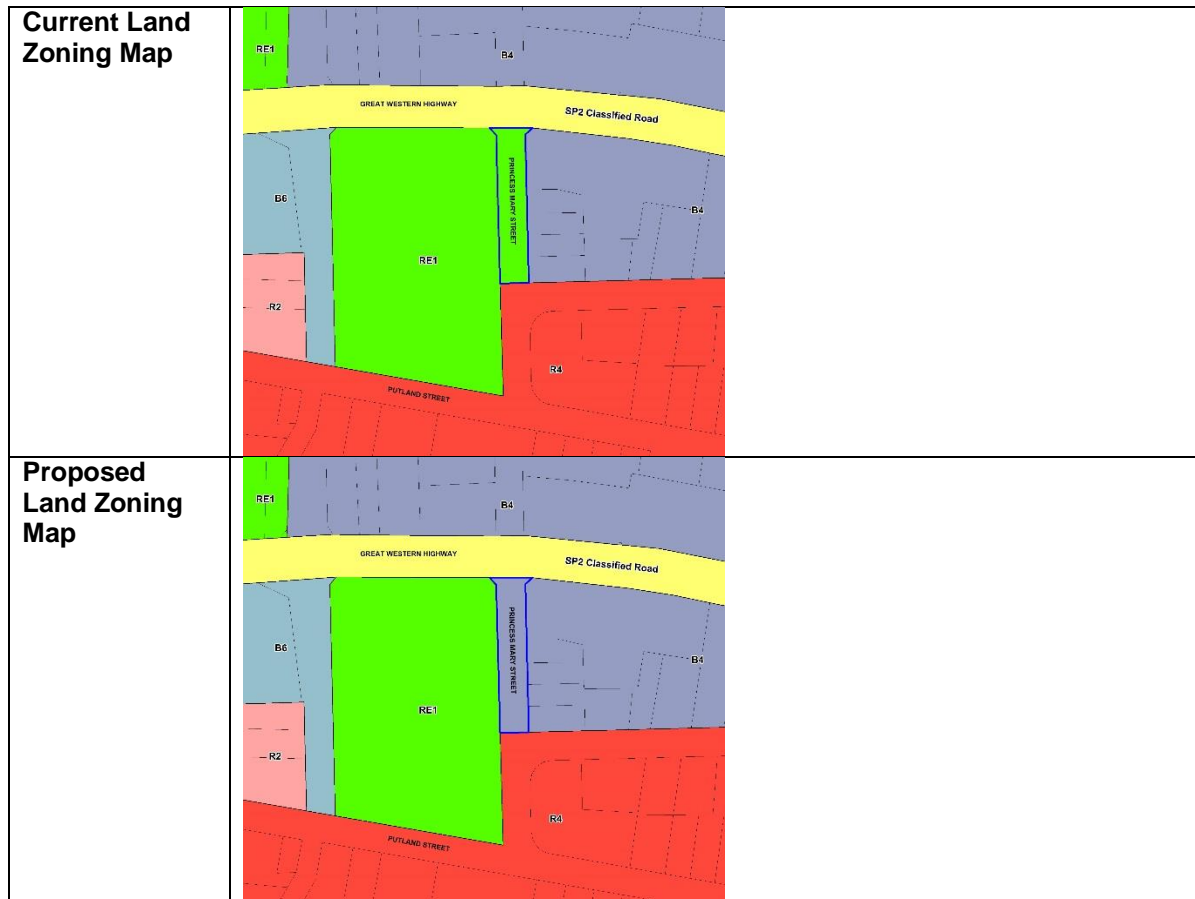 Current Land
Zoning Map
RE1
B4
GREAT WESTERN HIGHWAY
SP2 Classified Road
PRINCESS MARY STREET
B6
B4
RE1
R2
R4
PUTLAND STREET
Proposed
Land Zoning
Map
RE1
B4
GREAT WESTERN HIGHWAY
SP2 Classified Road
PRINCESS MARY STREET
B6
B4
RE1
R2
R4
PUTLAND STREET